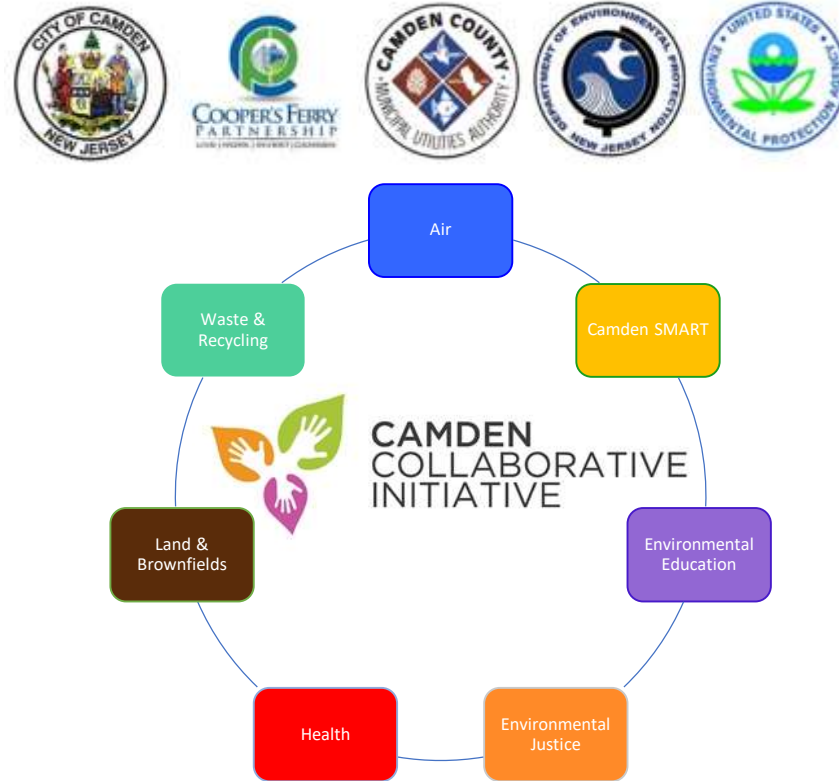 CITY OF CAMDEN
NEW JERSEY
COOPER'S FERRY
PARTNERSHIP
CAMDEN COUNTY
MUNICIPAL UTILITIES AUTHORITY
DEPARTMENT OF ENVIRONMENTAL PROTECTION
NEW JERSEY
UNITED STATES
ENVIRONMENTAL PROTECTION
Air
Waste &
Recycling
Camden SMART
CAMDEN
COLLABORATIVE
INITIATIVE
Land &
Brownfields
Environmental
Education
Health
Environmental
Justice